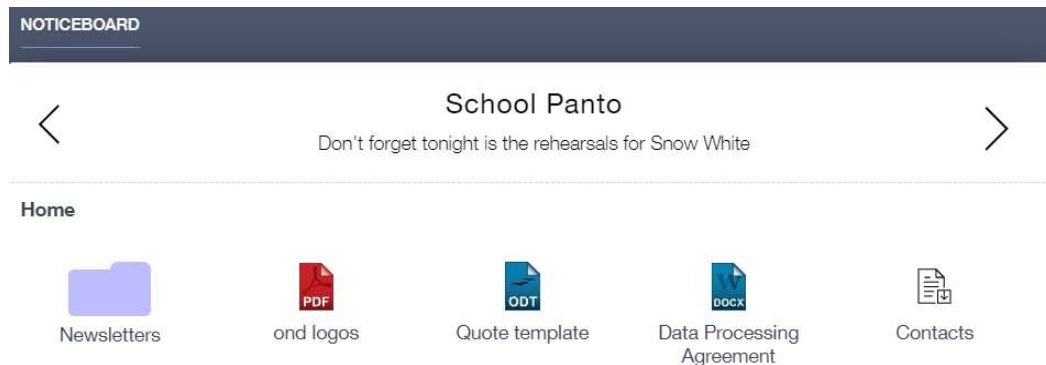 NOTICEBOARD
School Panto
Don't forget tonight is the rehearsals for Snow White
Home
PDF
ODT
W
DOCX
Newsletters
ond logos
Quote template
Data Processing
Agreement
Contacts